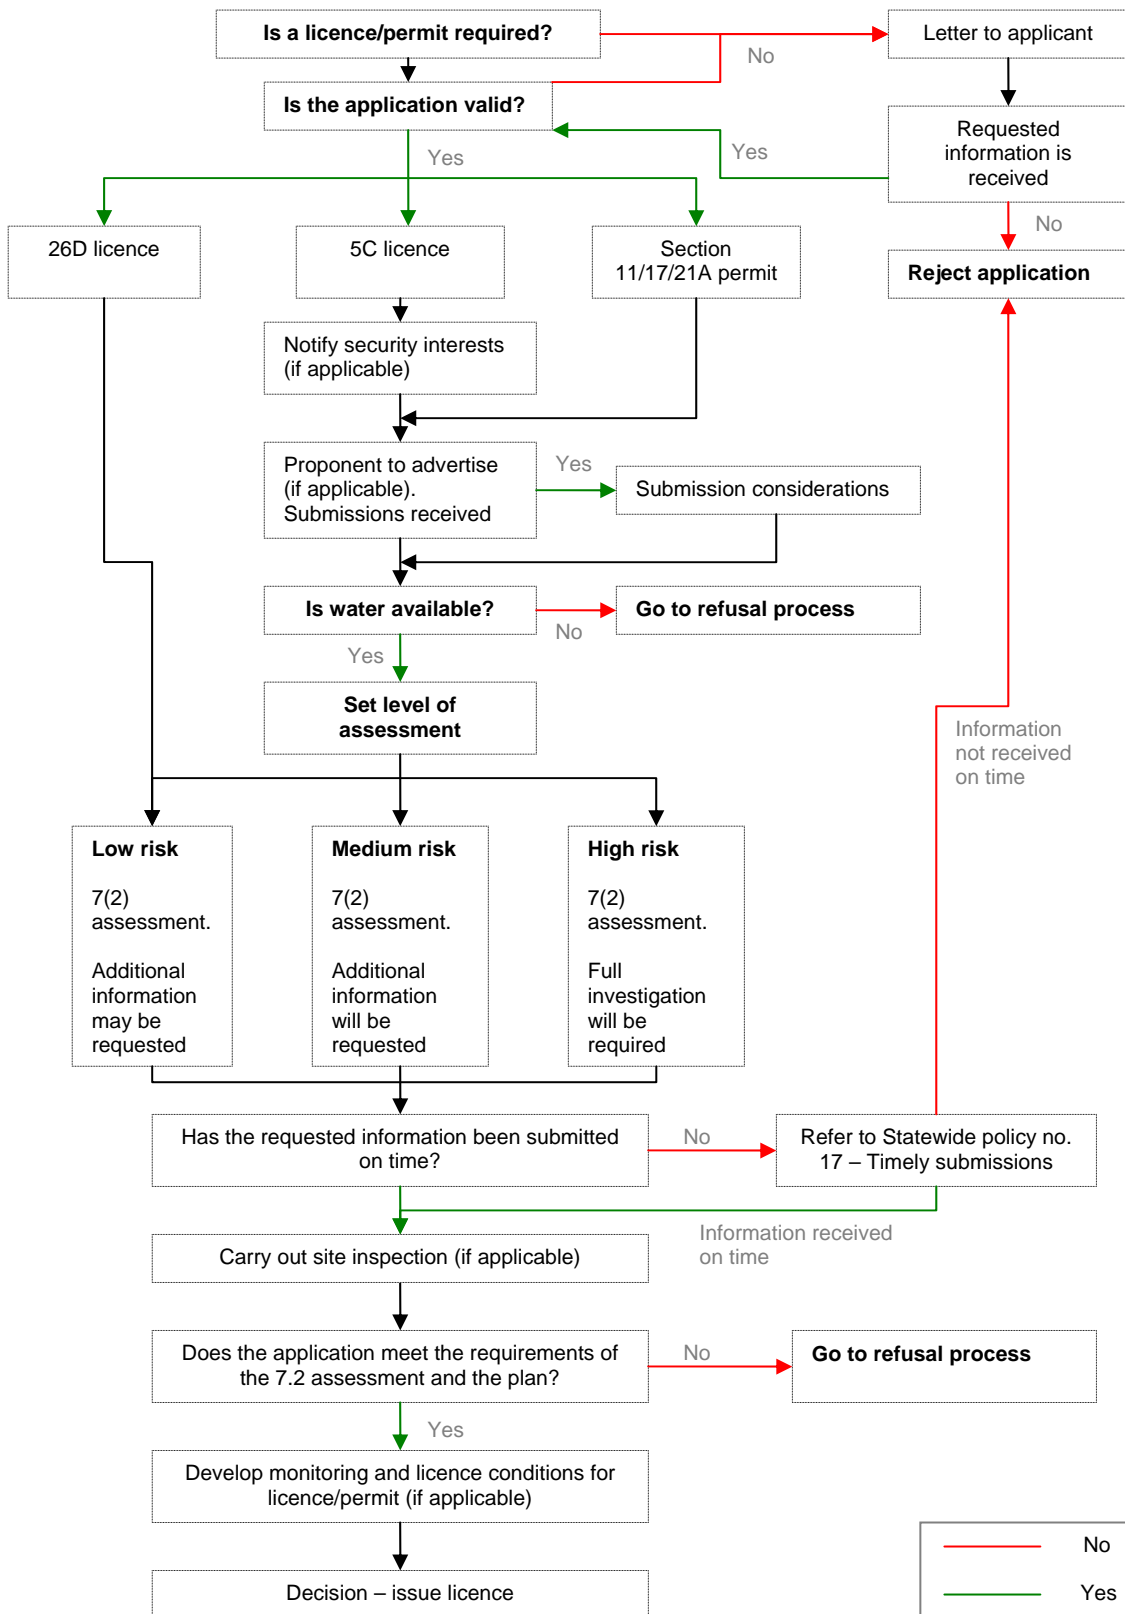 Is a licence/permit required?
No
Letter to applicant
Is the application valid?
Yes
Yes
Requested
information is
received
No
26D licence
5C licence
Section
11/17/21A permit
Reject application
Notify security interests
(if applicable)
Proponent to advertise
(if applicable).
Submissions received
Yes
Submission considerations
Is water available?
No
Go to refusal process
Yes
Set level of
assessment
Information
not received
on time
Low risk
7(2)
assessment.
Additional
information
may be
requested
Medium risk
7(2)
assessment.
Additional
information
will be
requested
High risk
7(2)
assessment.
Full
investigation
will be
required
Has the requested information been submitted
on time?
No
Refer to Statewide policy no.
17 – Timely submissions
Information received
on time
Carry out site inspection (if applicable)
Does the application meet the requirements of
the 7.2 assessment and the plan?
No
Go to refusal process
Yes
Develop monitoring and licence conditions for
licence/permit (if applicable)
Decision – issue licence
No
Yes